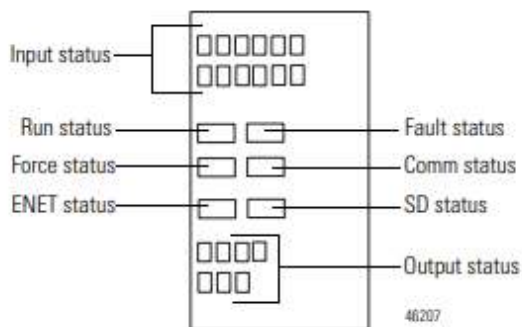 Input status
Run status
Fault status
Force status
Comm status
ENET status
SD status
Output status
46207